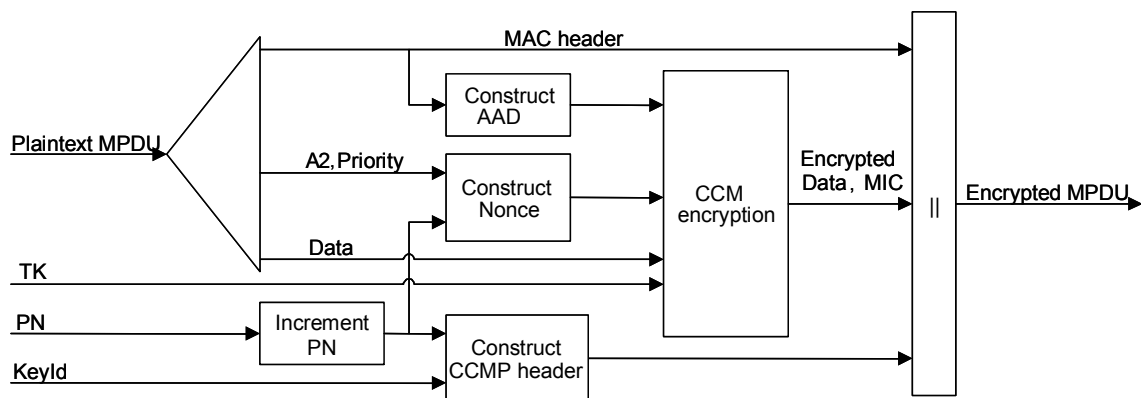 MAC header
Construct
AAD
Plaintext MPDU
A2, Priority
Construct
Nonce
CCM
encryption
Encrypted
Data, MIC
||
Encrypted MPDU
Data
TK
PN
Increment
PN
Construct
CCMP header
KeyId